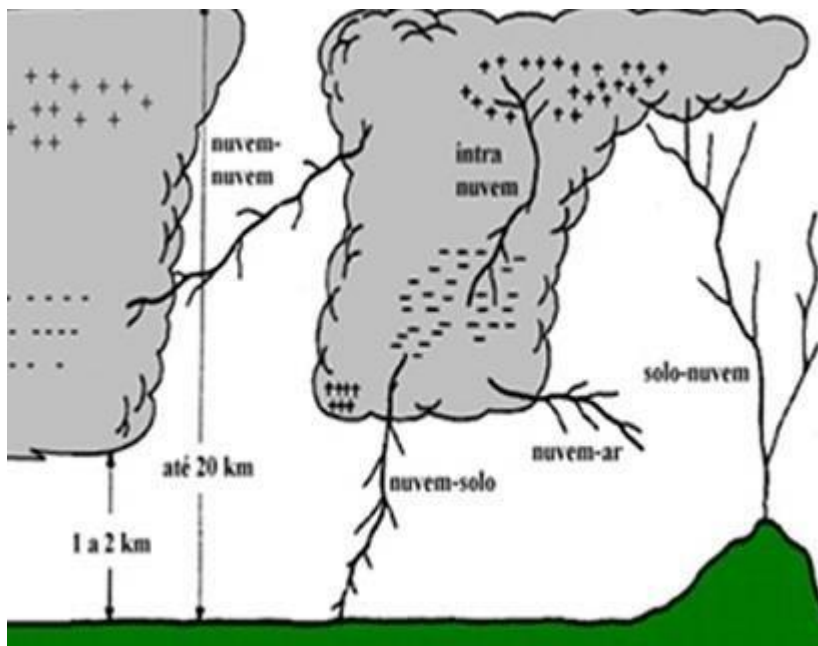 nuvem-
nuvem
intra
nuvem
solo-nuvem
nuvem-ar
até 20 km
nuvem-solo
1 a 2 km